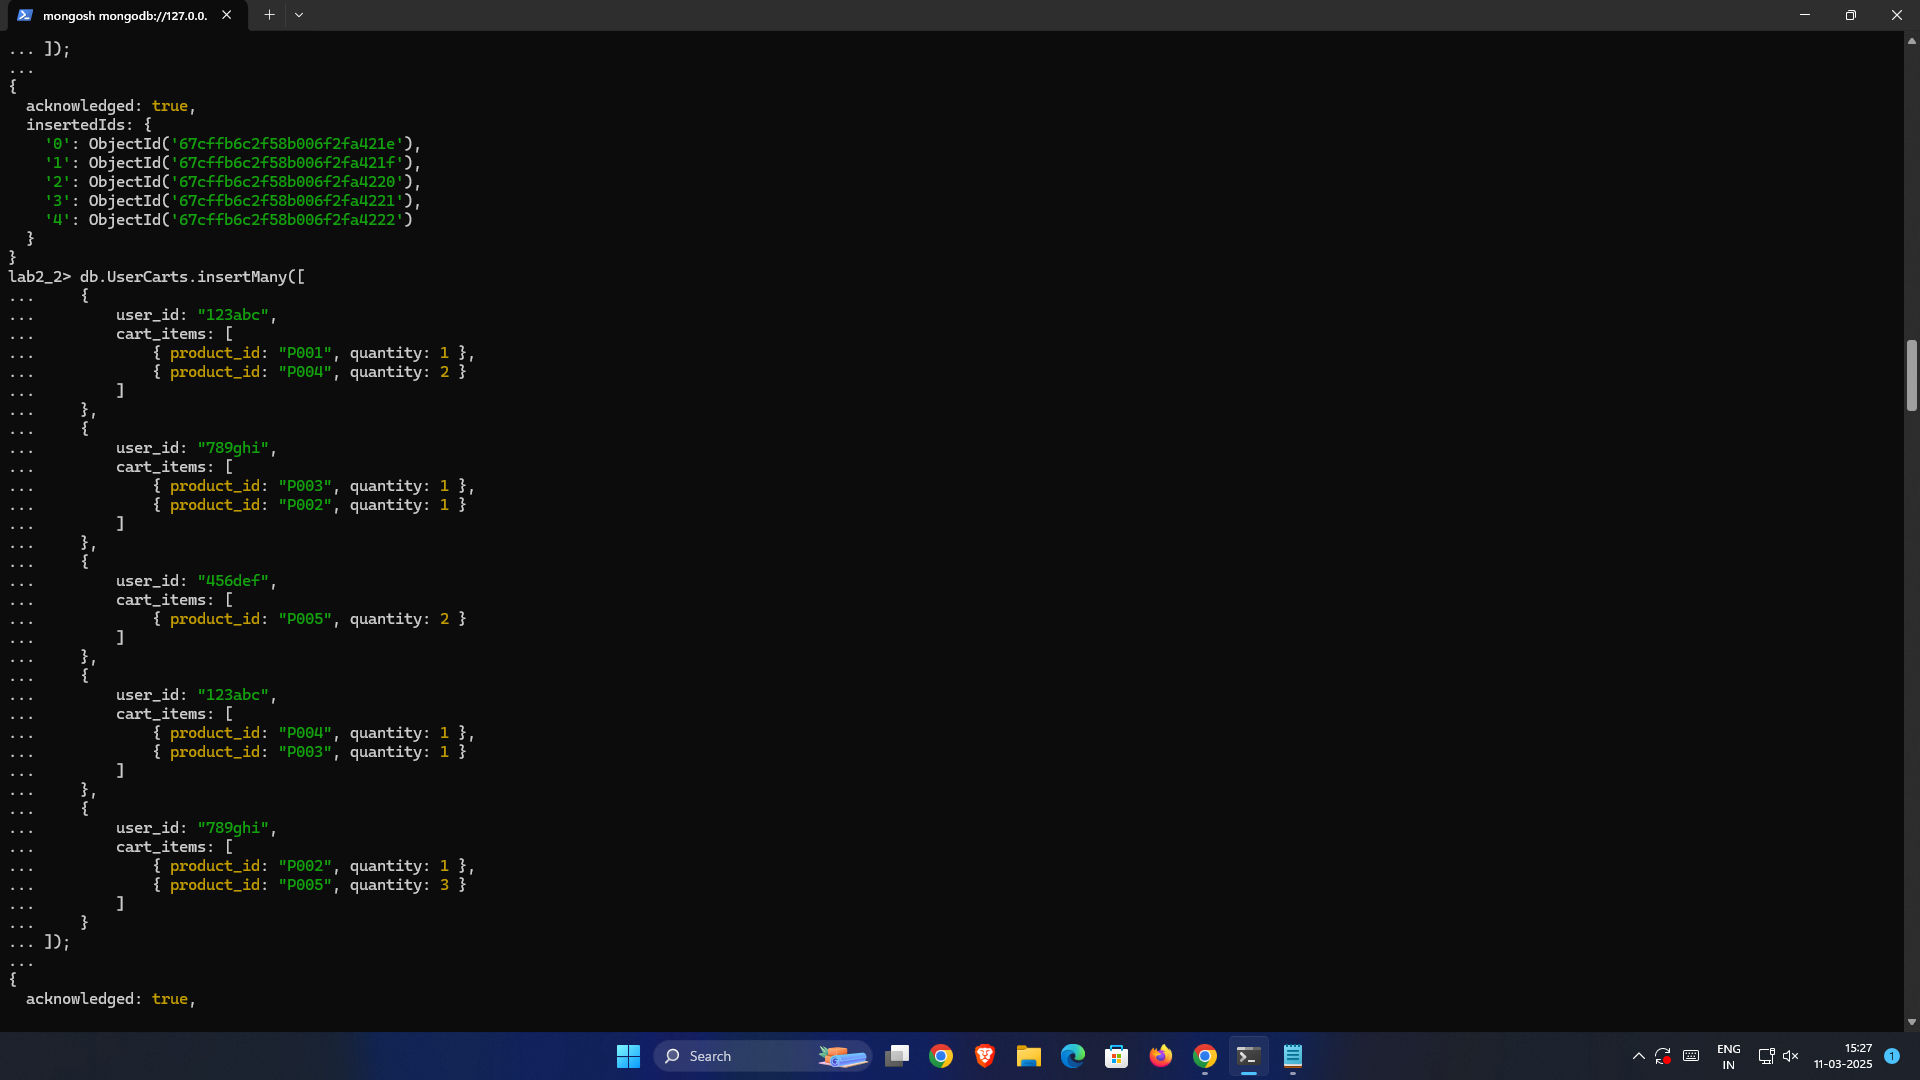 mongosh mongodb://127.0.0.
... ]);
...
{
  acknowledged: true,
  insertedIds: {
    '0': ObjectId('67cffb6c2f58b006f2fa421e'),
    '1': ObjectId('67cffb6c2f58b006f2fa421f'),
    '2': ObjectId('67cffb6c2f58b006f2fa4220'),
    '3': ObjectId('67cffb6c2f58b006f2fa4221'),
    '4': ObjectId('67cffb6c2f58b006f2fa4222')
  }
}
lab2_2> db.UserCarts.insertMany([
...     {
...         user_id: "123abc",
...         cart_items: [
...             { product_id: "P001", quantity: 1 },
...             { product_id: "P004", quantity: 2 }
...         ]
...     },
...     {
...         user_id: "789ghi",
...         cart_items: [
...             { product_id: "P003", quantity: 1 },
...             { product_id: "P002", quantity: 1 }
...         ]
...     },
...     {
...         user_id: "456def",
...         cart_items: [
...             { product_id: "P005", quantity: 2 }
...         ]
...     },
...     {
...         user_id: "123abc",
...         cart_items: [
...             { product_id: "P004", quantity: 1 },
...             { product_id: "P003", quantity: 1 }
...         ]
...     },
...     {
...         user_id: "789ghi",
...         cart_items: [
...             { product_id: "P002", quantity: 1 },
...             { product_id: "P005", quantity: 3 }
...         ]
...     }
... ]);
...
{
  acknowledged: true,
Search
ENG
IN
15:27
11-03-2025
1